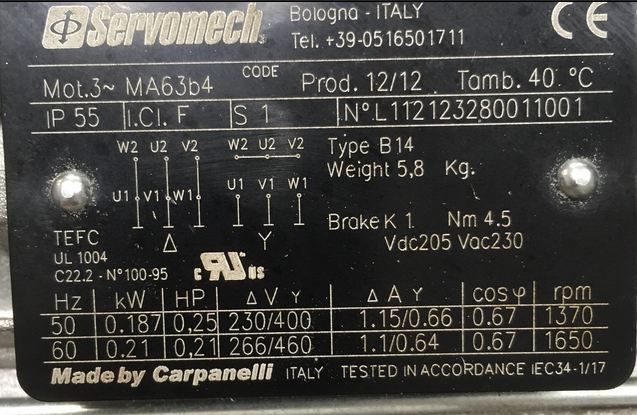 Servomech
Bologna - ITALY
Tel. +39-0516501711
CE
Mot.3~ MA63b4 CODE Prod. 12/12 Tamb. 40 °C
IP 55 I.Cl. F S 1 N°.L112123280011001
W2 U2 V2 W2 U2 V2 Type B14
Weight 5,8 Kg.
U1 V1 W1 U1 V1 W1
Brake K 1 Nm 4.5
TEFC Δ Y Vdc205 Vac230
UL 1004
C22.2 - N°100-95 c RU us
Hz kW HP Δ V Y Δ A Y cosφ rpm
50 0.187 0,25 230/400 1.15/0.66 0.67 1370
60 0.21 0,21 266/460 1.1/0.64 0.67 1650
Made by Carpanelli ITALY TESTED IN ACCORDANCE IEC34-1/17